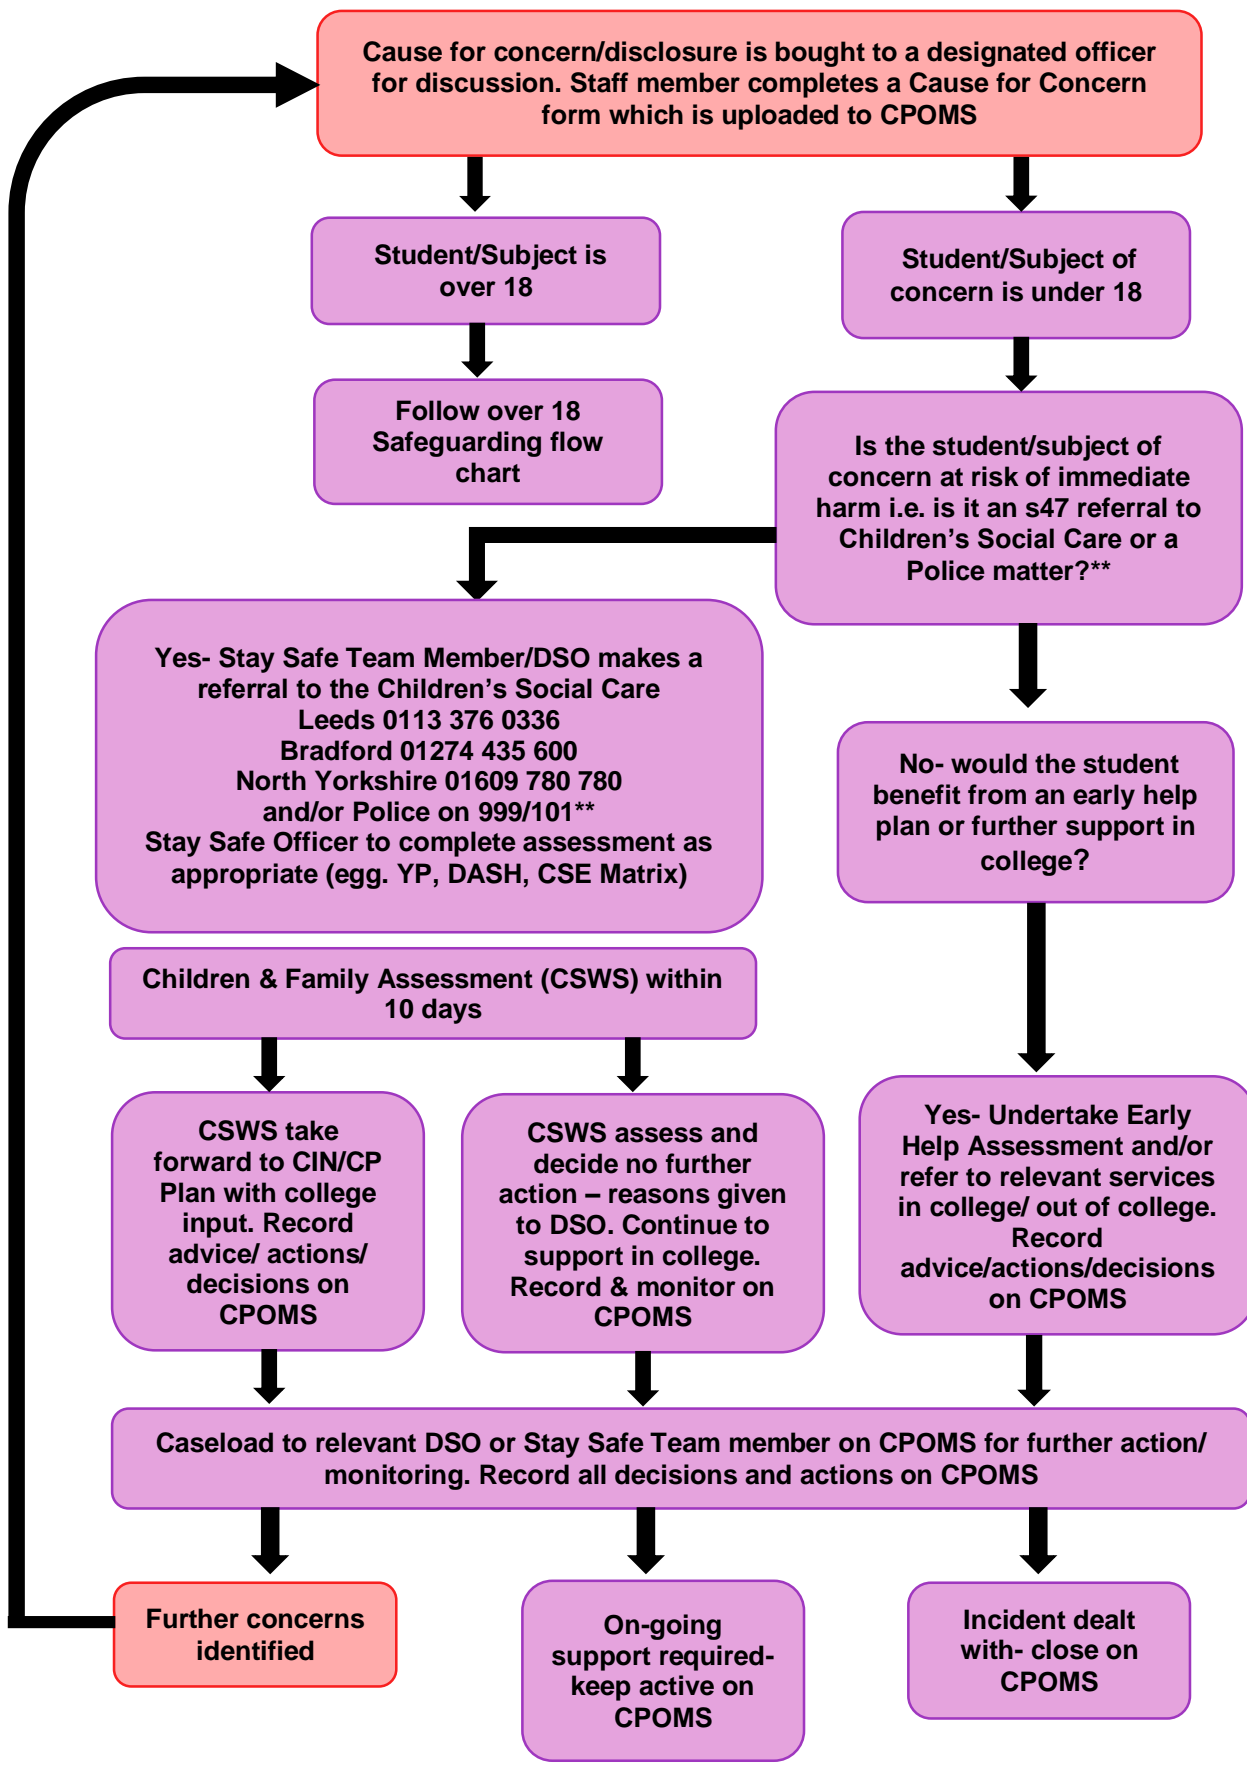 Cause for concern/disclosure is bought to a designated officer
for discussion. Staff member completes a Cause for Concern
form which is uploaded to CPOMS
Student/Subject is
over 18
Student/Subject of
concern is under 18
Follow over 18
Safeguarding flow
chart
Is the student/subject of
concern at risk of immediate
harm i.e. is it an s47 referral to
Children’s Social Care or a
Police matter?**
Yes- Stay Safe Team Member/DSO makes a
referral to the Children’s Social Care
Leeds 0113 376 0336
Bradford 01274 435 600
North Yorkshire 01609 780 780
and/or Police on 999/101**
Stay Safe Officer to complete assessment as
appropriate (egg. YP, DASH, CSE Matrix)
No- would the student
benefit from an early help
plan or further support in
college?
Children & Family Assessment (CSWS) within
10 days
CSWS take
forward to CIN/CP
Plan with college
input. Record
advice/ actions/
decisions on
CPOMS
CSWS assess and
decide no further
action – reasons given
to DSO. Continue to
support in college.
Record & monitor on
CPOMS
Yes- Undertake Early
Help Assessment and/or
refer to relevant services
in college/ out of college.
Record
advice/actions/decisions
on CPOMS
Caseload to relevant DSO or Stay Safe Team member on CPOMS for further action/
monitoring. Record all decisions and actions on CPOMS
Further concerns
identified
On-going
support required-
keep active on
CPOMS
Incident dealt
with- close on
CPOMS